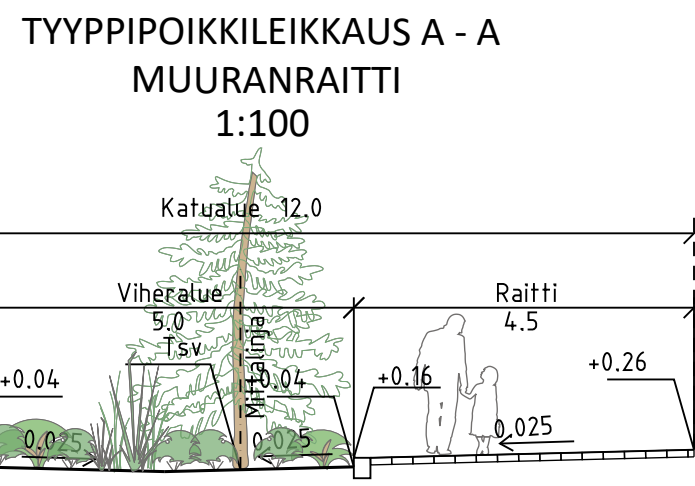 TYYPPIPOIKKILEIKKAUS A - A
MUURANRAITTI
1:100
Katualue 12.0
Viheralue
5.0
Raitti
4.5
Tsv
Mittalinja
+0.04
+0.04
+0.16
+0.26
0.025
0.025
0.025